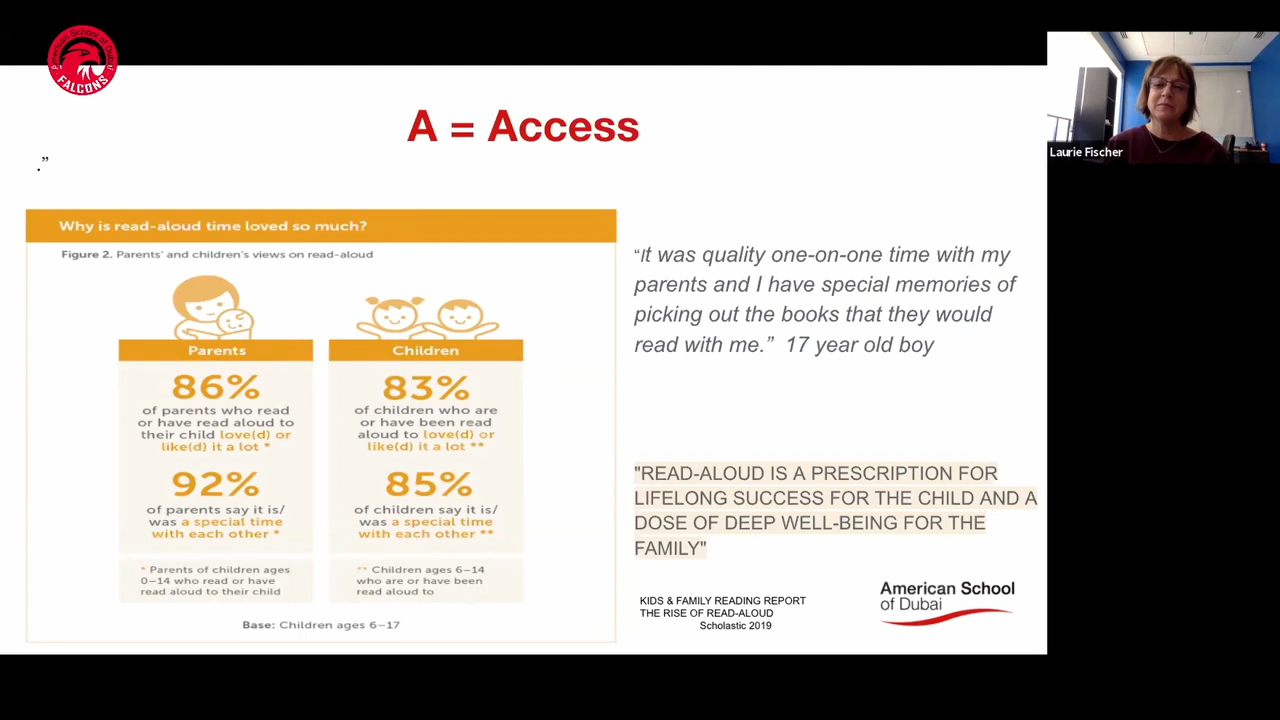 American School of Dubai
FALCONS
A = Access
.”
Laurie Fischer
Why is read-aloud time loved so much?
Figure 2. Parents' and children's views on read-aloud
Parents
86%
of parents who read
or have read aloud to
their child love(d) or
like(d) it a lot *
92%
of parents say it is/
was a special time
with each other *
* Parents of children ages
0–14 who read or have
read aloud to their child
Children
83%
of children who are
or have been read
aloud to love(d) or
like(d) it a lot **
85%
of children say it is/
was a special time
with each other **
** Children ages 6–14
who are or have been
read aloud to
Base: Children ages 6–17
“It was quality one-on-one time with my
parents and I have special memories of
picking out the books that they would
read with me.” 17 year old boy
"READ-ALOUD IS A PRESCRIPTION FOR
LIFELONG SUCCESS FOR THE CHILD AND A
DOSE OF DEEP WELL-BEING FOR THE
FAMILY"
KIDS & FAMILY READING REPORT
THE RISE OF READ-ALOUD
Scholastic 2019
American School
of Dubai